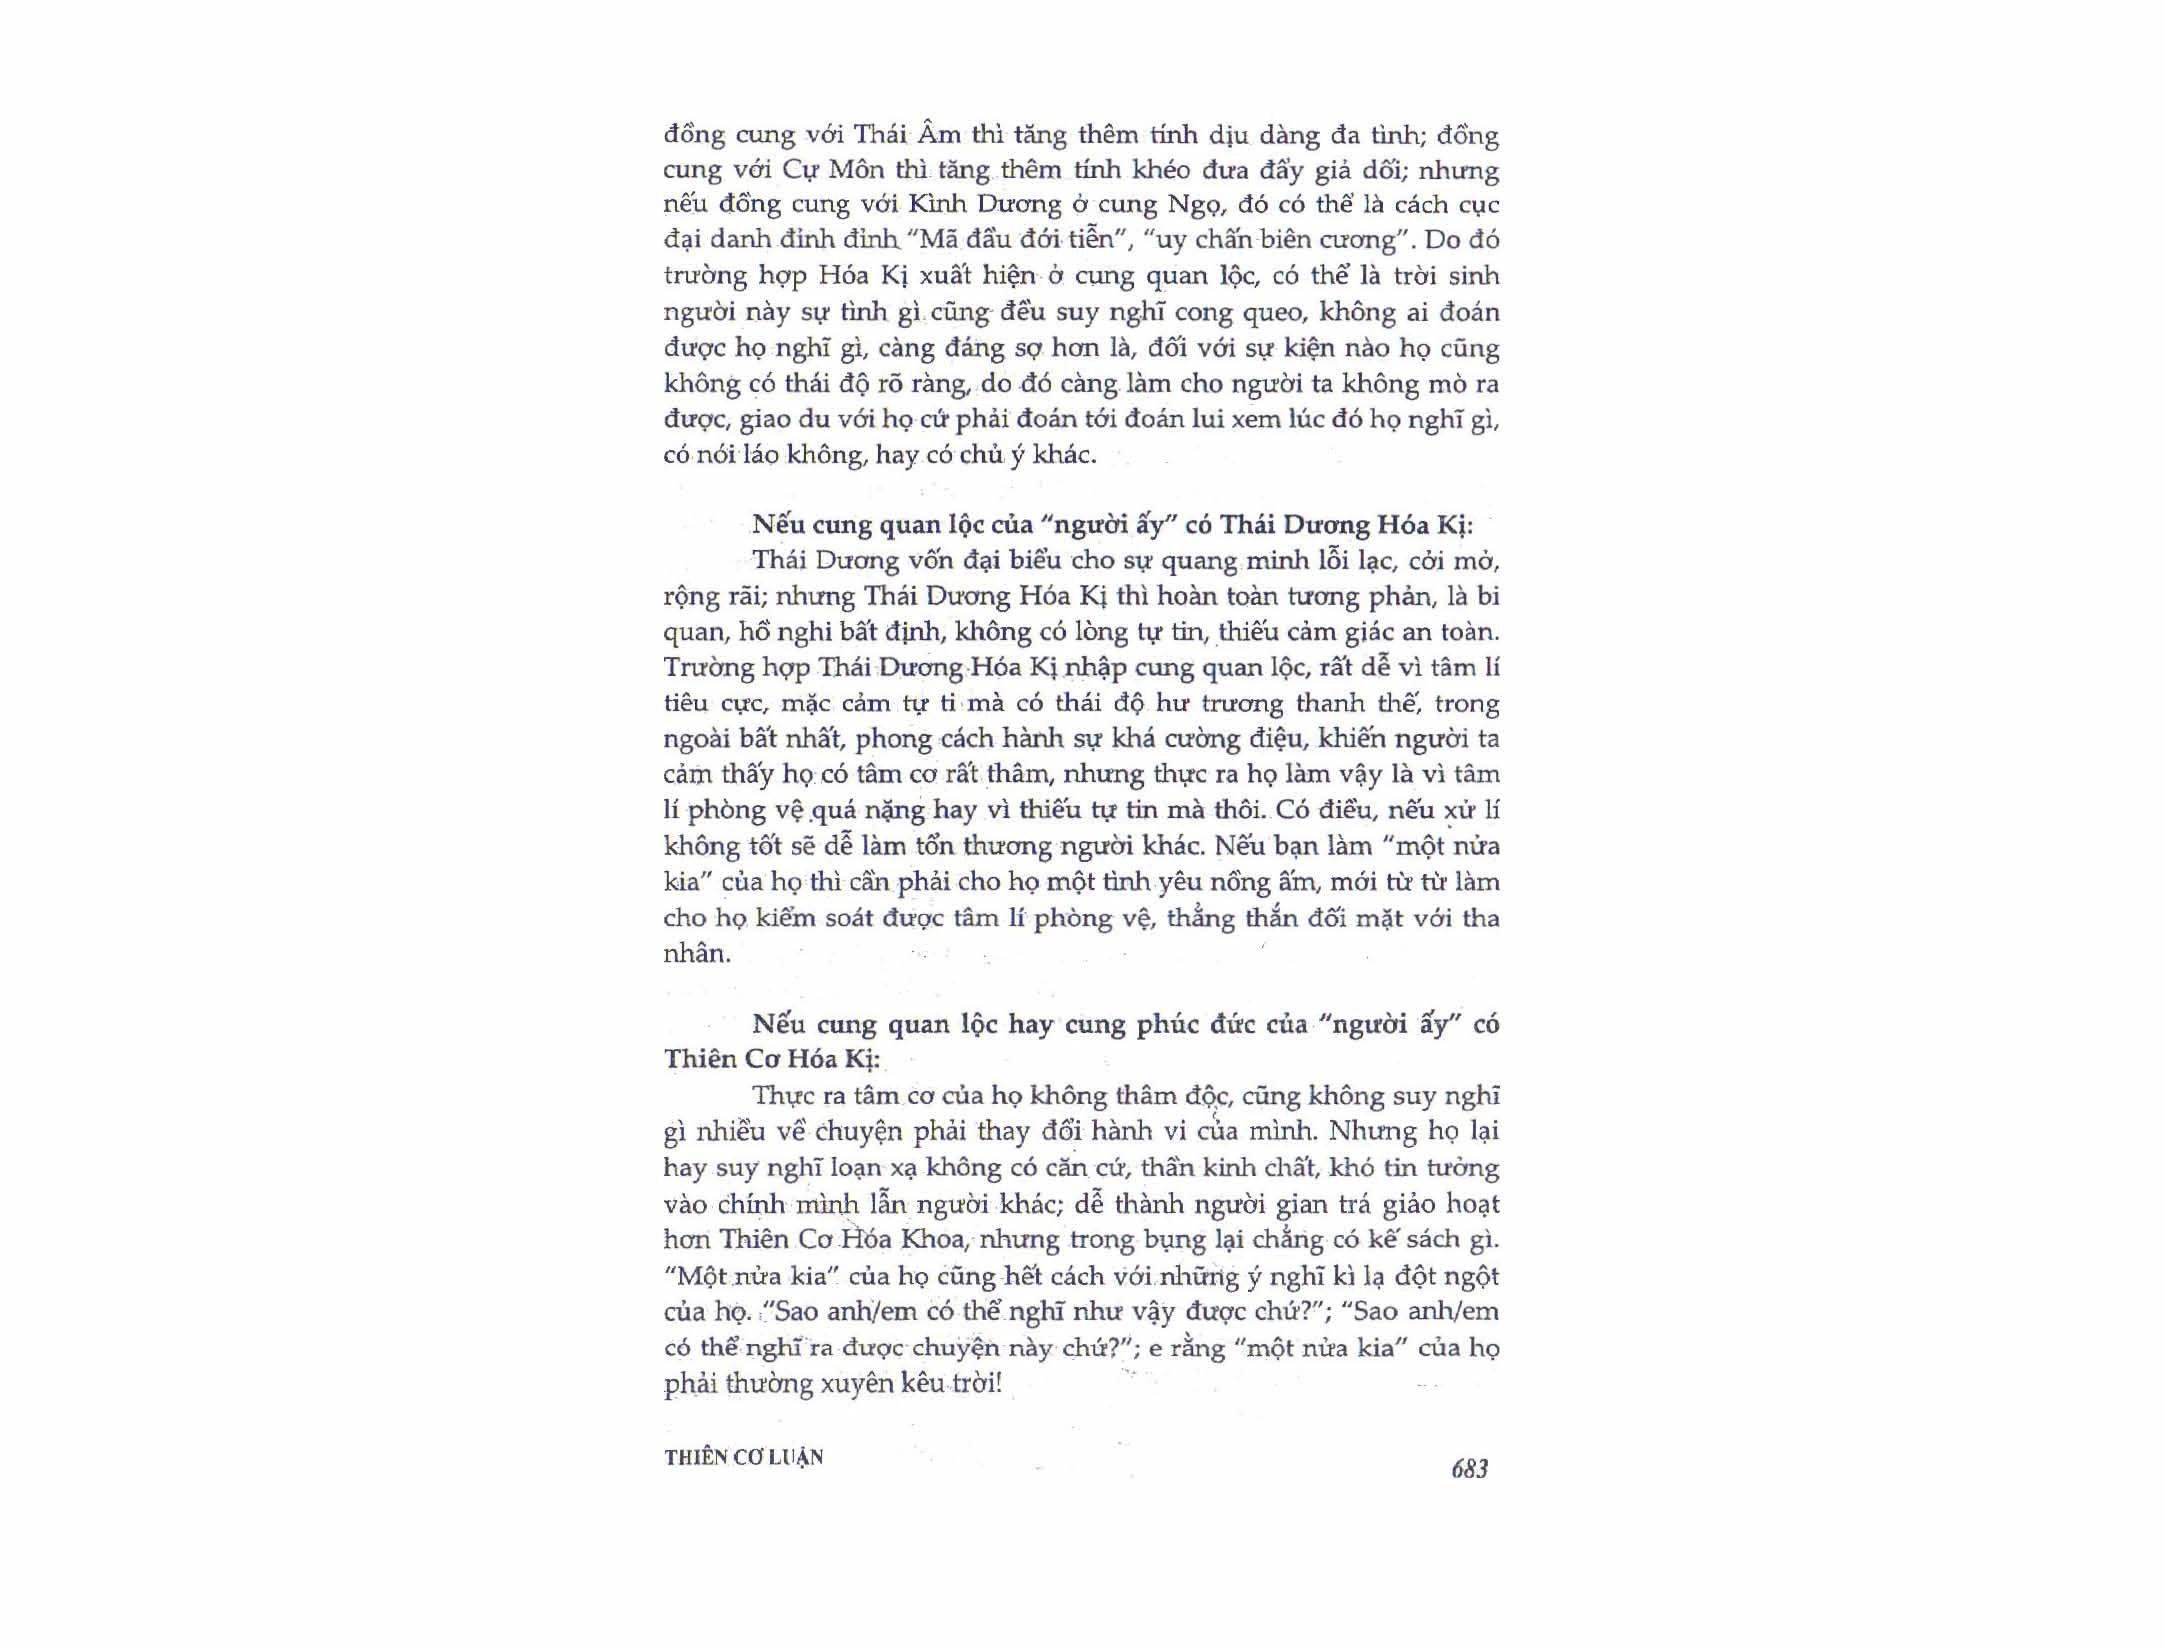 đồng cung với Thái Âm thì tăng thêm tính dịu dàng đa tình; đồng
cung với Cự Môn thì tăng thêm tính khéo đưa đẩy giả dối; nhưng
nếu đồng cung với Kình Dương ở cung Ngọ, đó có thể là cách cục
đại danh đỉnh đỉnh "Mã đầu đới tiễn", "uy chấn biên cương". Do đó
trường hợp Hóa Kị xuất hiện ở cung quan lộc, có thể là trời sinh
người này sự tình gì cũng đều suy nghĩ cong queo, không ai đoán
được họ nghĩ gì, càng đáng sợ hơn là, đối với sự kiện nào họ cũng
không có thái độ rõ ràng, do đó càng làm cho người ta không mò ra
được, giao du với họ cứ phải đoán tới đoán lui xem lúc đó họ nghĩ gì,
có nói láo không, hay có chủ ý khác.
Nếu cung quan lộc của "người ấy" có Thái Dương Hóa Kị:
Thái Dương vốn đại biểu cho sự quang minh lỗi lạc, cởi mở,
rộng rãi; nhưng Thái Dương Hóa Kị thì hoàn toàn tương phản, là bi
quan, hồ nghi bất định, không có lòng tự tin, thiếu cảm giác an toàn.
Trường hợp Thái Dương Hóa Kị nhập cung quan lộc, rất dễ vì tâm lí
tiêu cực, mặc cảm tự ti mà có thái độ hư trương thanh thế, trong
ngoài bất nhất, phong cách hành sự khá cường điệu, khiến người ta
cảm thấy họ có tâm cơ rất thâm, nhưng thực ra họ làm vậy là vì tâm
lí phòng vệ quá nặng hay vì thiếu tự tin mà thôi. Có điều, nếu xử lí
không tốt sẽ dễ làm tổn thương người khác. Nếu bạn làm "một nửa
kia" của họ thì cần phải cho họ một tình yêu nồng ấm, mới từ từ làm
cho họ kiểm soát được tâm lí phòng vệ, thẳng thắn đối mặt với tha
nhân.
Nếu cung quan lộc hay cung phúc đức của "người ấy" có
Thiên Cơ Hóa Kị:
Thực ra tâm cơ của họ không thâm độc, cũng không suy nghĩ
gì nhiều về chuyện phải thay đổi hành vi của mình. Nhưng họ lại
hay suy nghĩ loạn xạ không có căn cứ, thần kinh chất, khó tin tưởng
vào chính mình lẫn người khác; dễ thành người gian trá giảo hoạt
hơn Thiên Cơ Hóa Khoa, nhưng trong bụng lại chẳng có kế sách gì.
"Một nửa kia" của họ cũng hết cách với những ý nghĩ kì lạ đột ngột
của họ. "Sao anh/em có thể nghĩ như vậy được chứ?"; "Sao anh/em
có thể nghĩ ra được chuyện này chứ?"; e rằng "một nửa kia" của họ
phải thường xuyên kêu trời!
THIÊN CƠ LUẬN
683